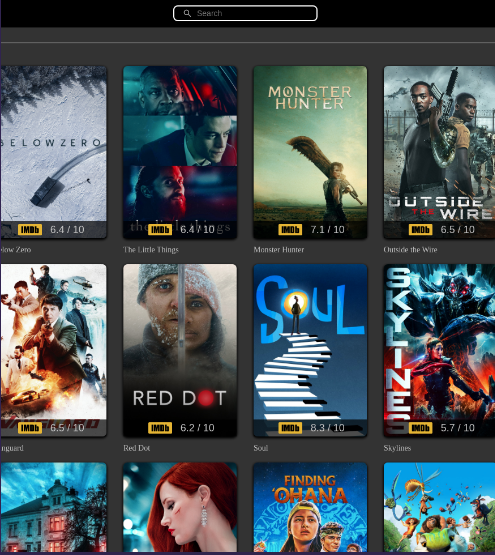 Search
BELOWZERO
the little things
MONSTER
HUNTER
OUTSIDE
THE WIRE
IMDb 6.4 / 10
IMDb 6.4 / 10
IMDb 7.1 / 10
IMDb 6.5 / 10
low Zero
The Little Things
Monster Hunter
Outside the Wire
RED DOT
SOUL
SKYLINES
IMDb 6.5 / 10
IMDb 6.2 / 10
IMDb 8.3 / 10
IMDb 5.7 / 10
nguard
Red Dot
Soul
Skylines
FINDING
'OHANA